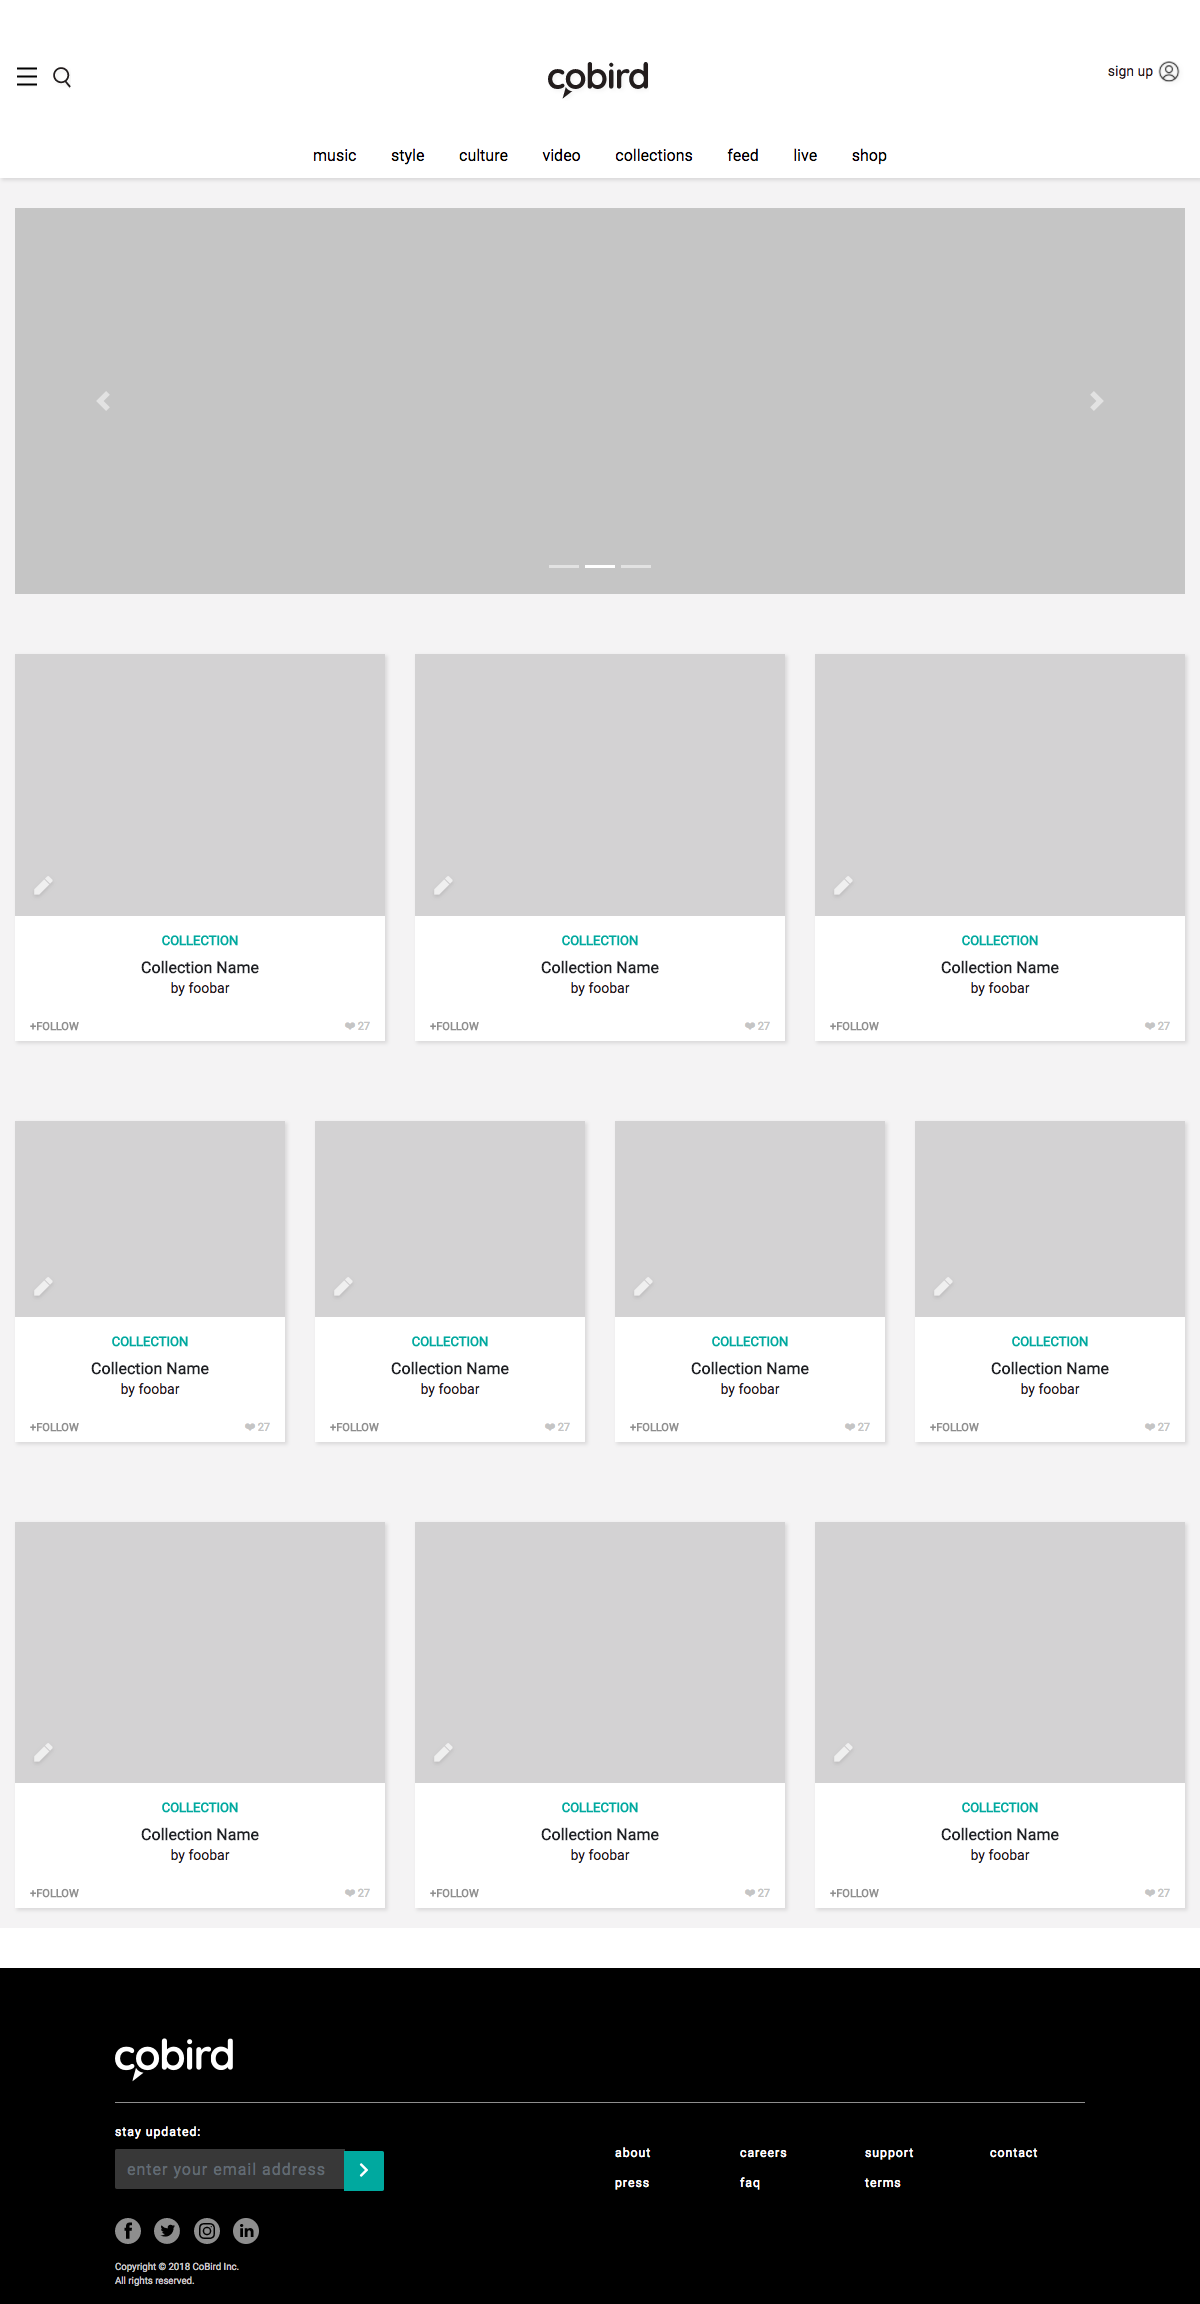 cobird
sign up
music style culture video collections feed live shop
COLLECTION COLLECTION COLLECTION
Collection Name Collection Name Collection Name
by foobar by foobar by foobar
+FOLLOW 27 +FOLLOW 27 +FOLLOW 27
COLLECTION COLLECTION COLLECTION COLLECTION
Collection Name Collection Name Collection Name Collection Name
by foobar by foobar by foobar by foobar
+FOLLOW 27 +FOLLOW 27 +FOLLOW 27 +FOLLOW 27
COLLECTION COLLECTION COLLECTION
Collection Name Collection Name Collection Name
by foobar by foobar by foobar
+FOLLOW 27 +FOLLOW 27 +FOLLOW 27
cobird
stay updated:
enter your email address
about careers support contact
press faq terms
Copyright © 2018 CoBird Inc.
All rights reserved.